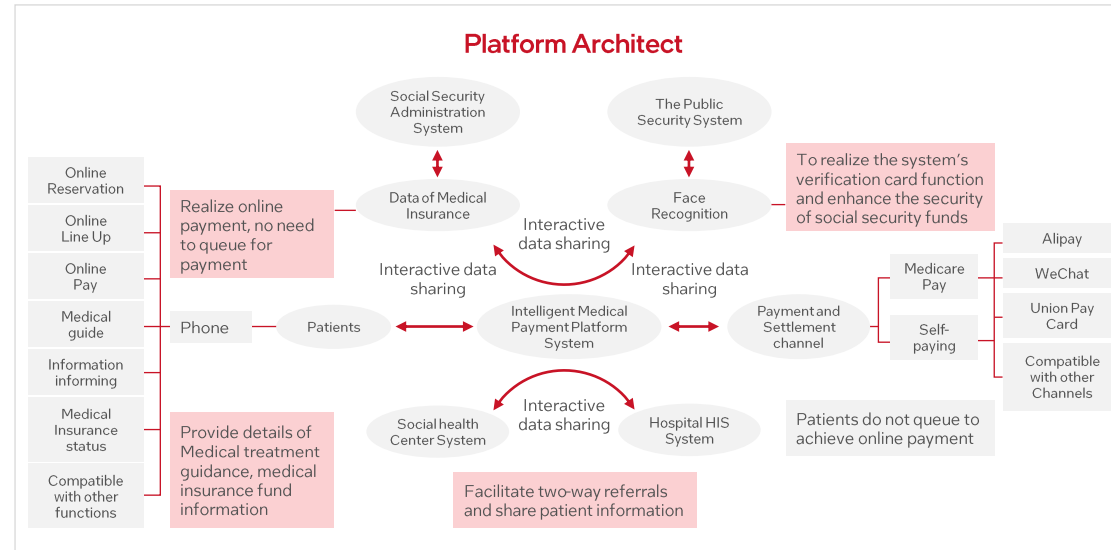 Platform Architect
Social Security
Administration
System
The Public
Security System
Online
Reservation
Online
Line Up
Online
Pay
Medical
guide
Information
informing
Medical
Insurance
status
Compatible
with other
functions
Realize online
payment, no need
to queue for
payment
Data of Medical
Insurance
Face
Recognition
To realize the system's
verification card function
and enhance the security
of social security funds
Interactive
data sharing
Interactive data
sharing
Interactive data
sharing
Phone
Patients
Intelligent Medical
Payment Platform
System
Payment and
Settlement
channel
Medicare
Pay
Self-
paying
Alipay
WeChat
Union Pay
Card
Compatible
with other
Channels
Provide details of
Medical treatment
guidance, medical
insurance fund
information
Social health
Center System
Interactive
data sharing
Hospital HIS
System
Patients do not queue to
achieve online payment
Facilitate two-way referrals
and share patient information